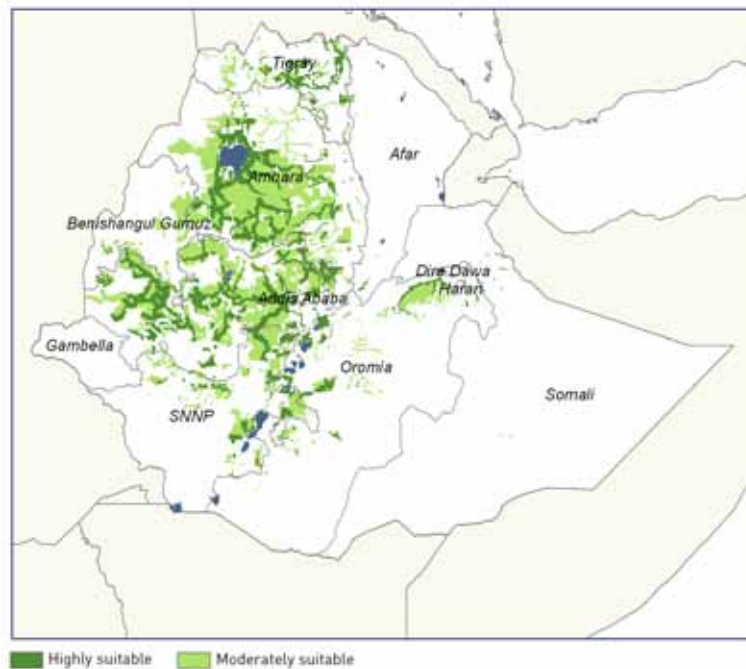 Tigray
Afar
Amhara
Benishangul Gumuz
Dire Dawa
Harari
Addis Ababa
Gambella
Oromia
Somali
SNNP
Highly suitable
Moderately suitable